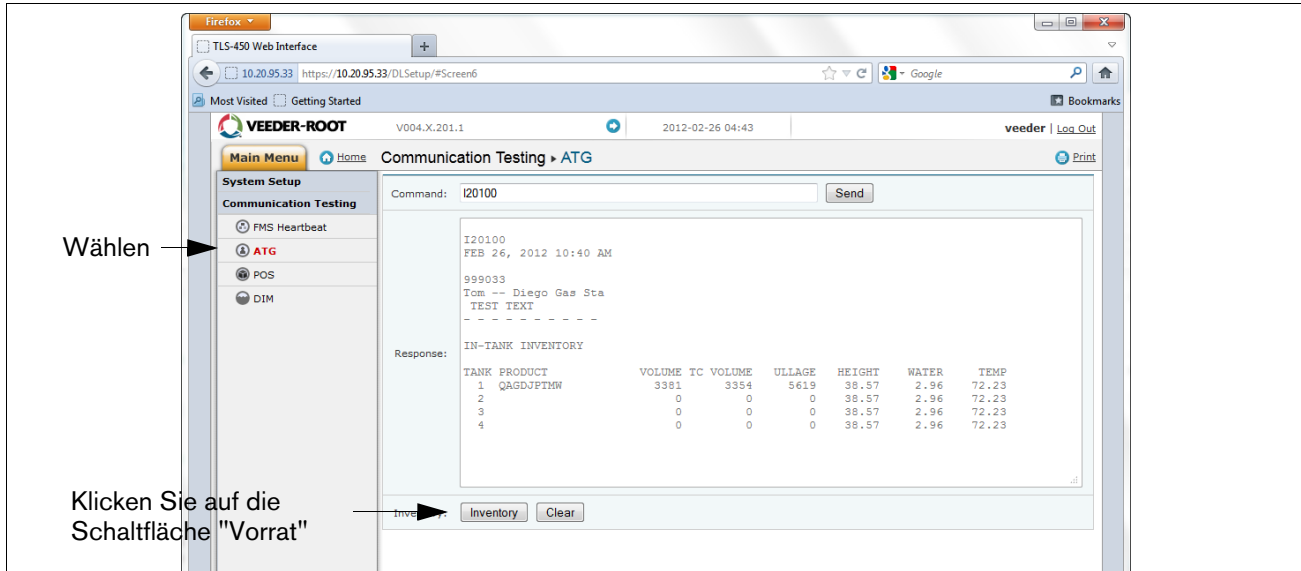 Firefox
TLS-450 Web Interface
+
10.20.95.33 https://10.20.95.33/DLSetup/#Screen6
Google
Most Visited Getting Started Bookmarks
VEEDER-ROOT V004.X.201.1 2012-02-26 04:43 veeder | Log Out
Main Menu Home Communication Testing ▸ ATG Print
System Setup
Communication Testing
FMS Heartbeat
ATG
POS
DIM
Wählen
Command: I20100 Send
Response:
I20100
FEB 26, 2012 10:40 AM
999033
Tom -- Diego Gas Sta
TEST TEXT
- - - - - - - - - -
IN-TANK INVENTORY
TANK PRODUCT VOLUME TC VOLUME ULLAGE HEIGHT WATER TEMP
1 QAGDJPTMW 3381 3354 5619 38.57 2.96 72.23
2 0 0 0 38.57 2.96 72.23
3 0 0 0 38.57 2.96 72.23
4 0 0 0 38.57 2.96 72.23
Klicken Sie auf die
Schaltfläche "Vorrat"
Inventory Clear